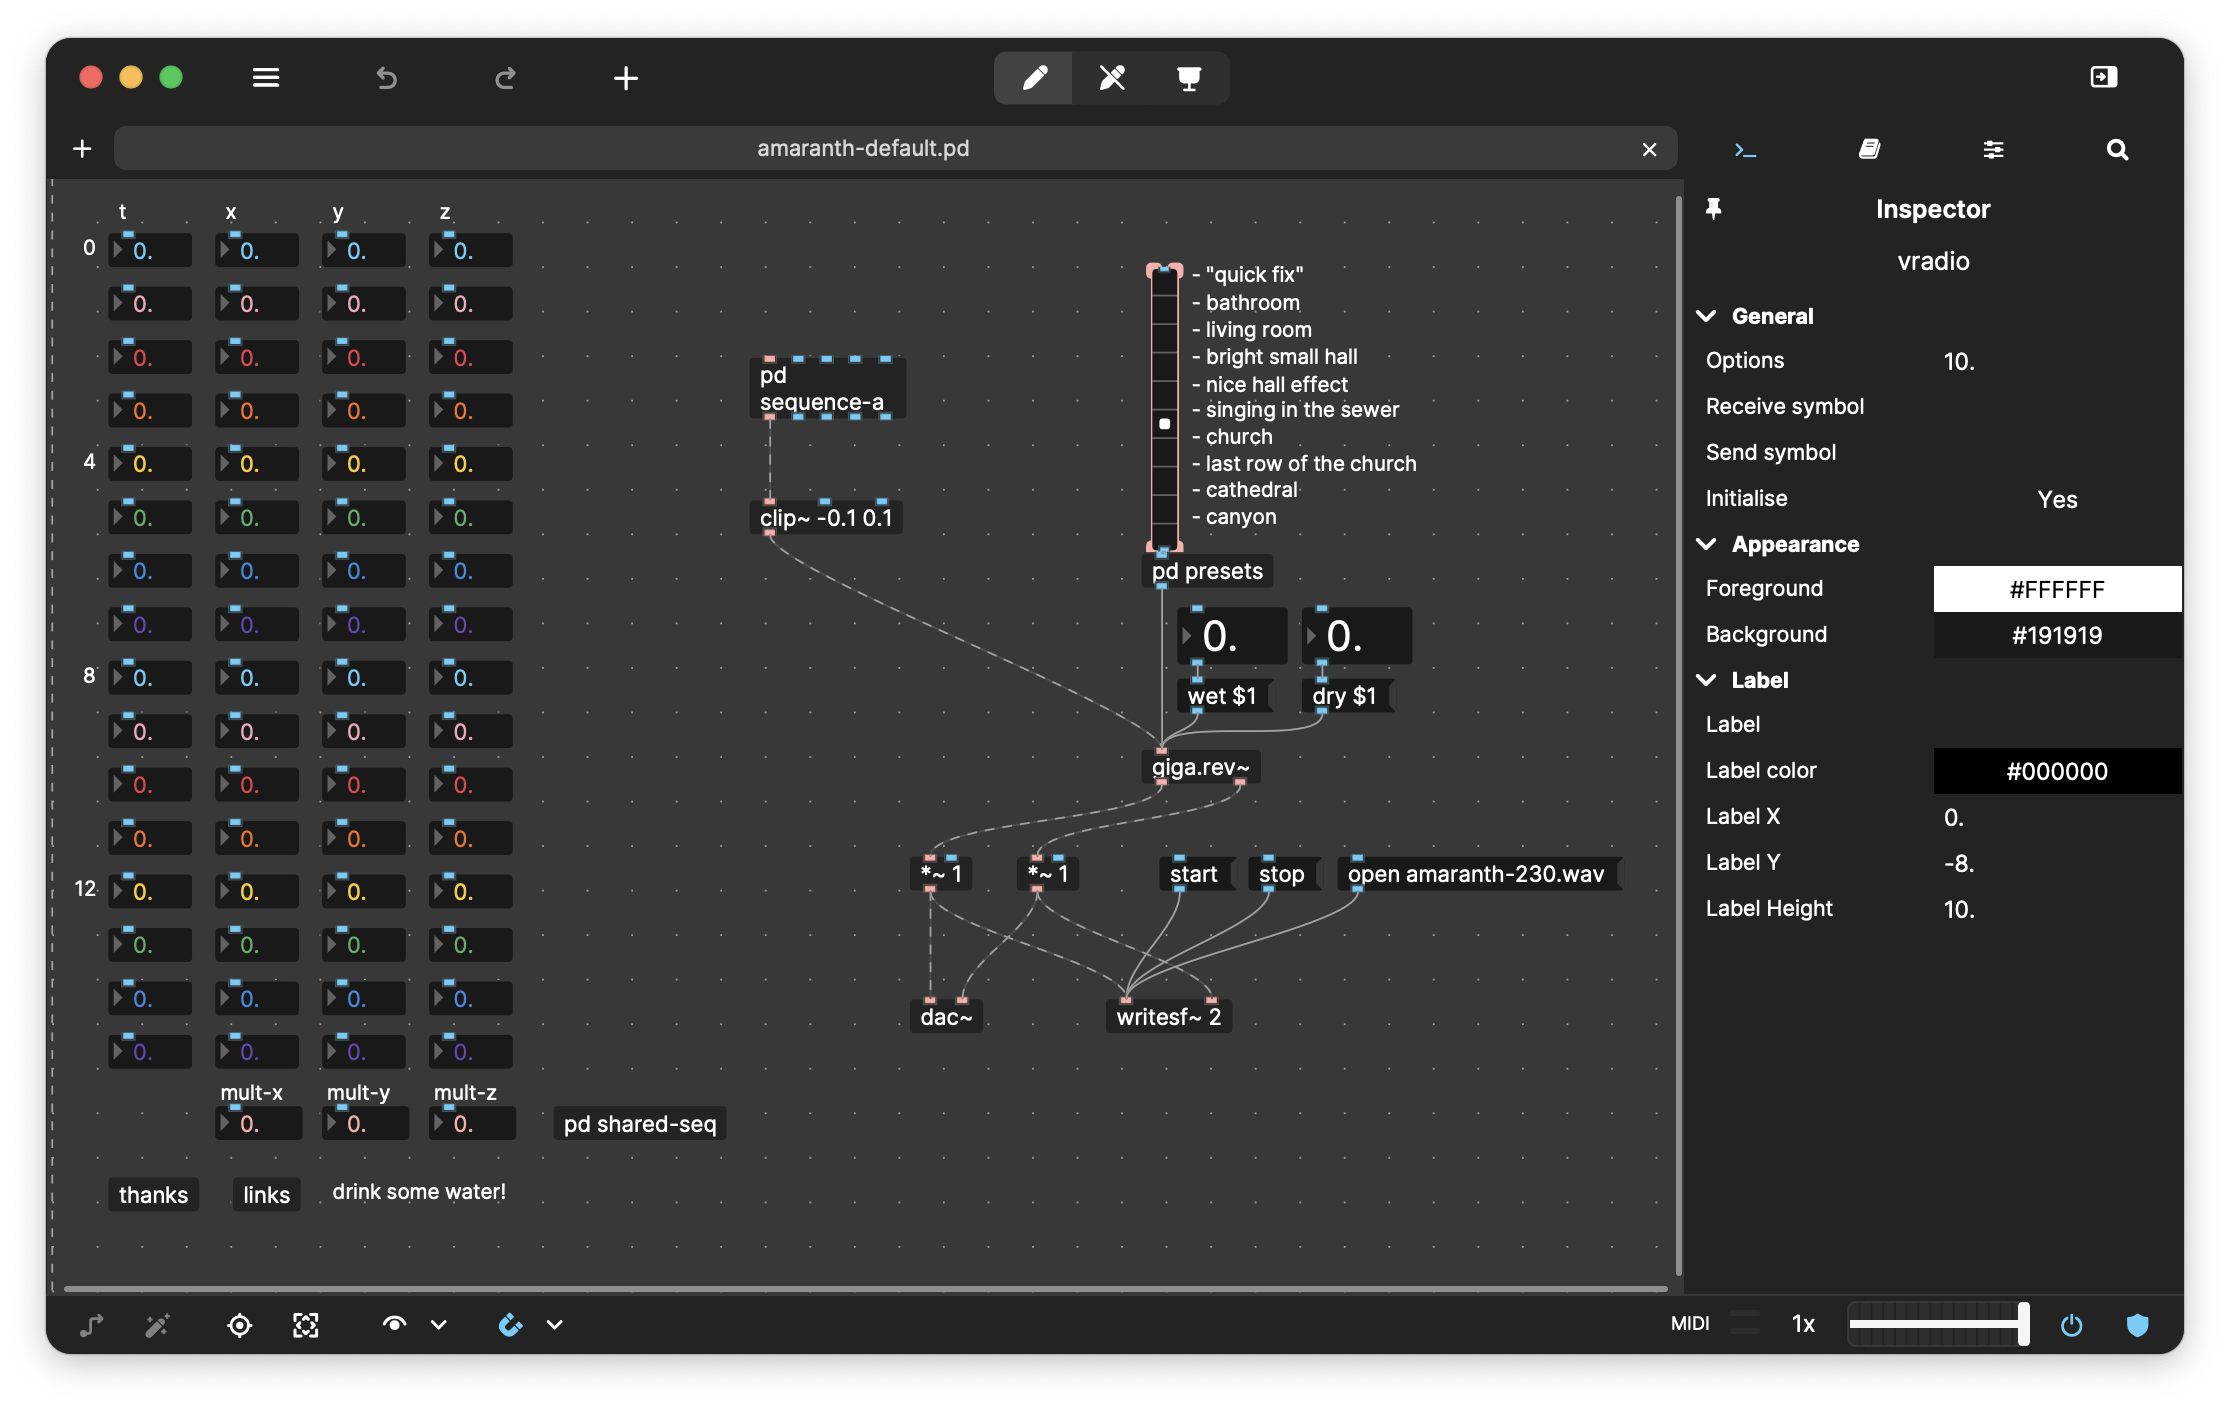 amaranth-default.pd
t x y z
0 0. 0. 0. 0.
0. 0. 0. 0.
0. 0. 0. 0.
0. 0. 0. 0.
4 0. 0. 0. 0.
0. 0. 0. 0.
0. 0. 0. 0.
0. 0. 0. 0.
8 0. 0. 0. 0.
0. 0. 0. 0.
0. 0. 0. 0.
0. 0. 0. 0.
12 0. 0. 0. 0.
0. 0. 0. 0.
0. 0. 0. 0.
0. 0. 0. 0.
mult-x mult-y mult-z
0. 0. 0.
pd shared-seq
thanks links drink some water!
pd
sequence-a
clip~ -0.1 0.1
- "quick fix"
- bathroom
- living room
- bright small hall
- nice hall effect
- singing in the sewer
- church
- last row of the church
- cathedral
- canyon
pd presets
0. 0.
wet $1 dry $1
giga.rev~
*~ 1 *~ 1 start stop open amaranth-230.wav
dac~ writesf~ 2
Inspector
vradio
General
Options 10.
Receive symbol
Send symbol
Initialise Yes
Appearance
Foreground #FFFFFF
Background #191919
Label
Label
Label color #000000
Label X 0.
Label Y -8.
Label Height 10.
MIDI 1x